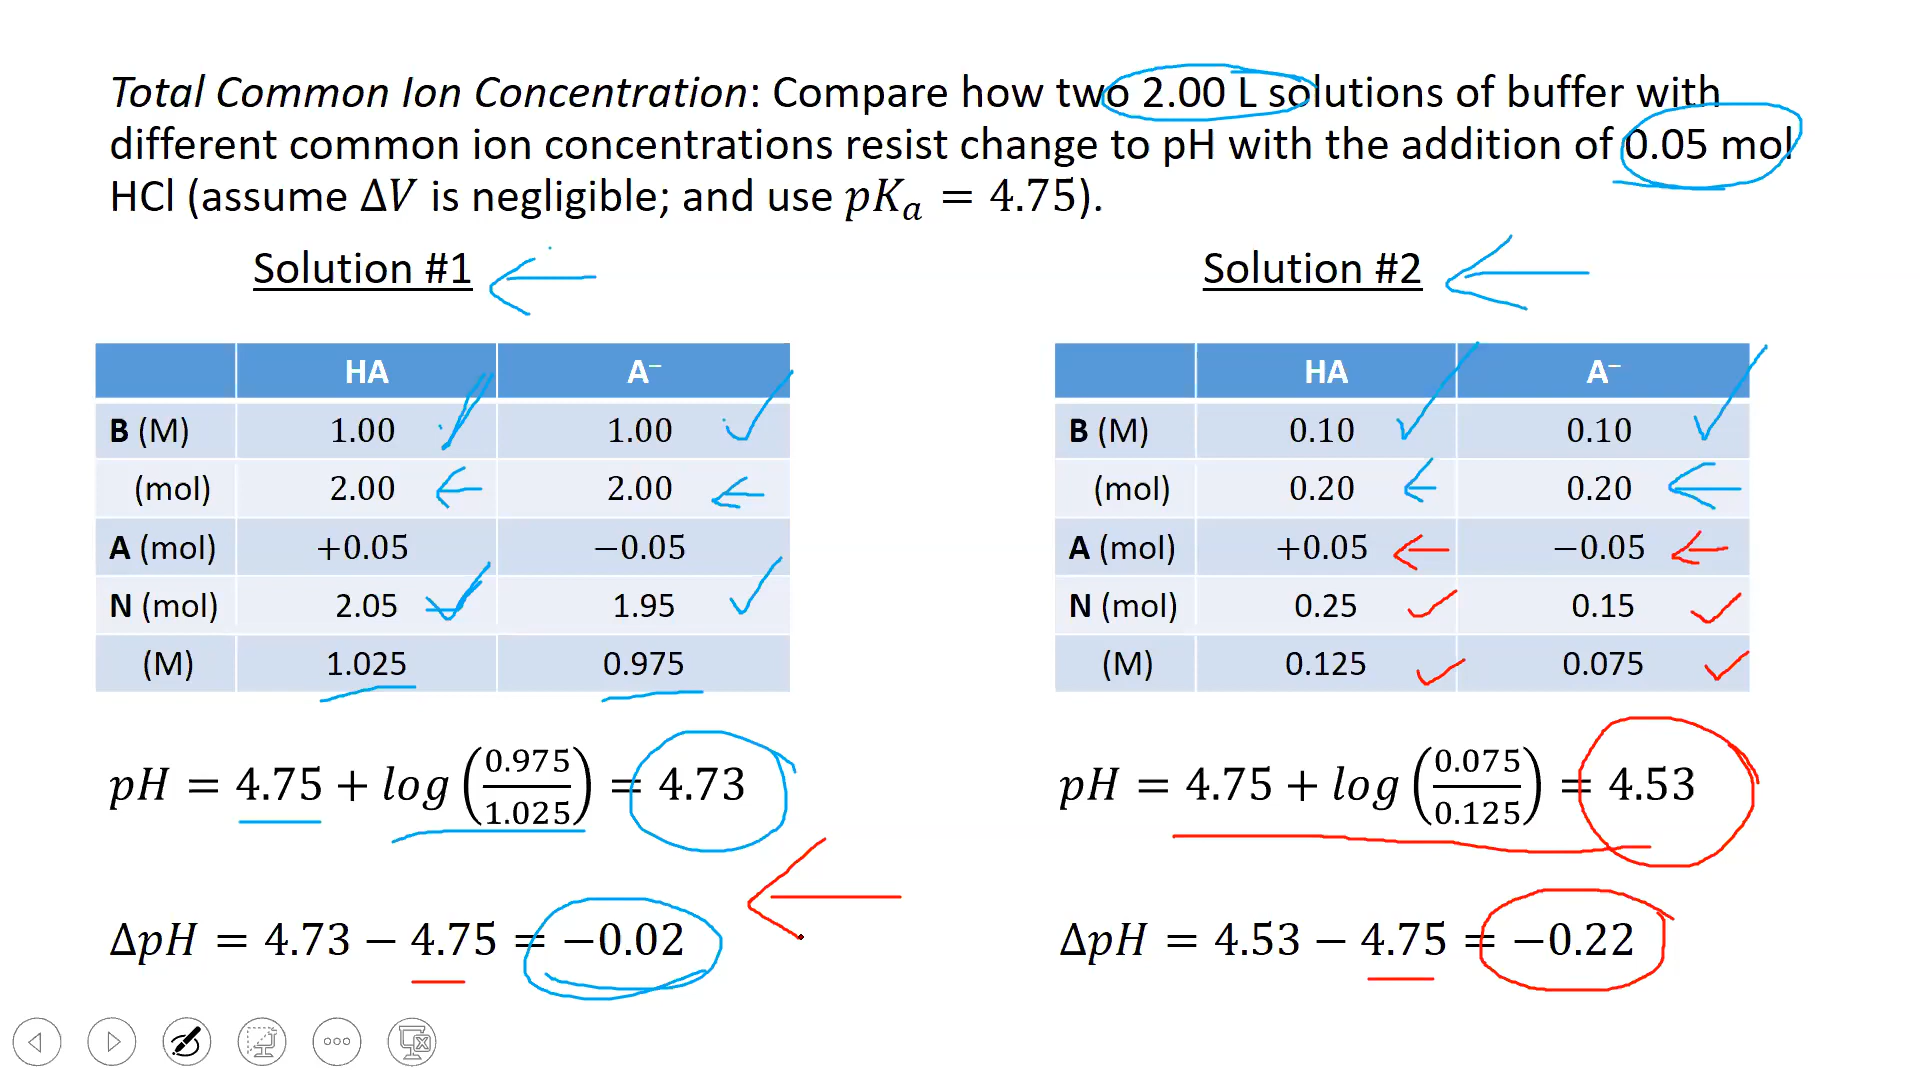 Total Common Ion Concentration: Compare how two 2.00 L solutions of buffer with
different common ion concentrations resist change to pH with the addition of 0.05 mol
HCl (assume ΔV is negligible; and use pKₐ = 4.75).
Solution #1
HA A⁻
B (M) 1.00 1.00
(mol) 2.00 2.00
A (mol) +0.05 −0.05
N (mol) 2.05 1.95
(M) 1.025 0.975
pH = 4.75 + log (0.975/1.025) = 4.73
ΔpH = 4.73 − 4.75 = −0.02
Solution #2
HA A⁻
B (M) 0.10 0.10
(mol) 0.20 0.20
A (mol) +0.05 −0.05
N (mol) 0.25 0.15
(M) 0.125 0.075
pH = 4.75 + log (0.075/0.125) = 4.53
ΔpH = 4.53 − 4.75 = −0.22